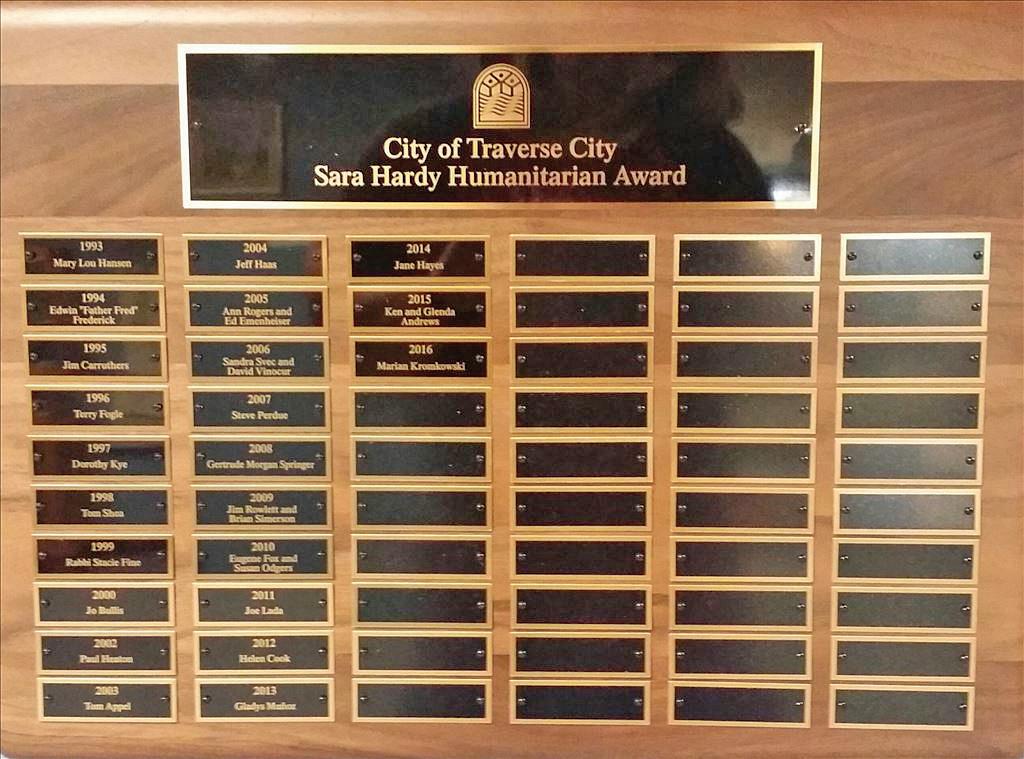 City of Traverse City
Sara Hardy Humanitarian Award
1993
Mary Lou Hansen
1994
Edwin "Father Fred"
Frederick
1995
Jim Carruthers
1996
Terry Fogle
1997
Dorothy Kye
1998
Tom Shea
1999
Rabbi Stacie Fine
2000
Jo Bullis
2002
Paul Heaton
2003
Tom Appel
2004
Jeff Haas
2005
Ann Rogers and
Ed Emenheiser
2006
Sandra Svec and
David Vinocur
2007
Steve Perdue
2008
Gertrude Morgan Springer
2009
Jim Rowlett and
Brian Simerson
2010
Eugene Fox and
Susan Odgers
2011
Joe Lada
2012
Helen Cook
2013
Gladys Muñoz
2014
Jane Hayes
2015
Ken and Glenda
Andrews
2016
Marian Kromkowski